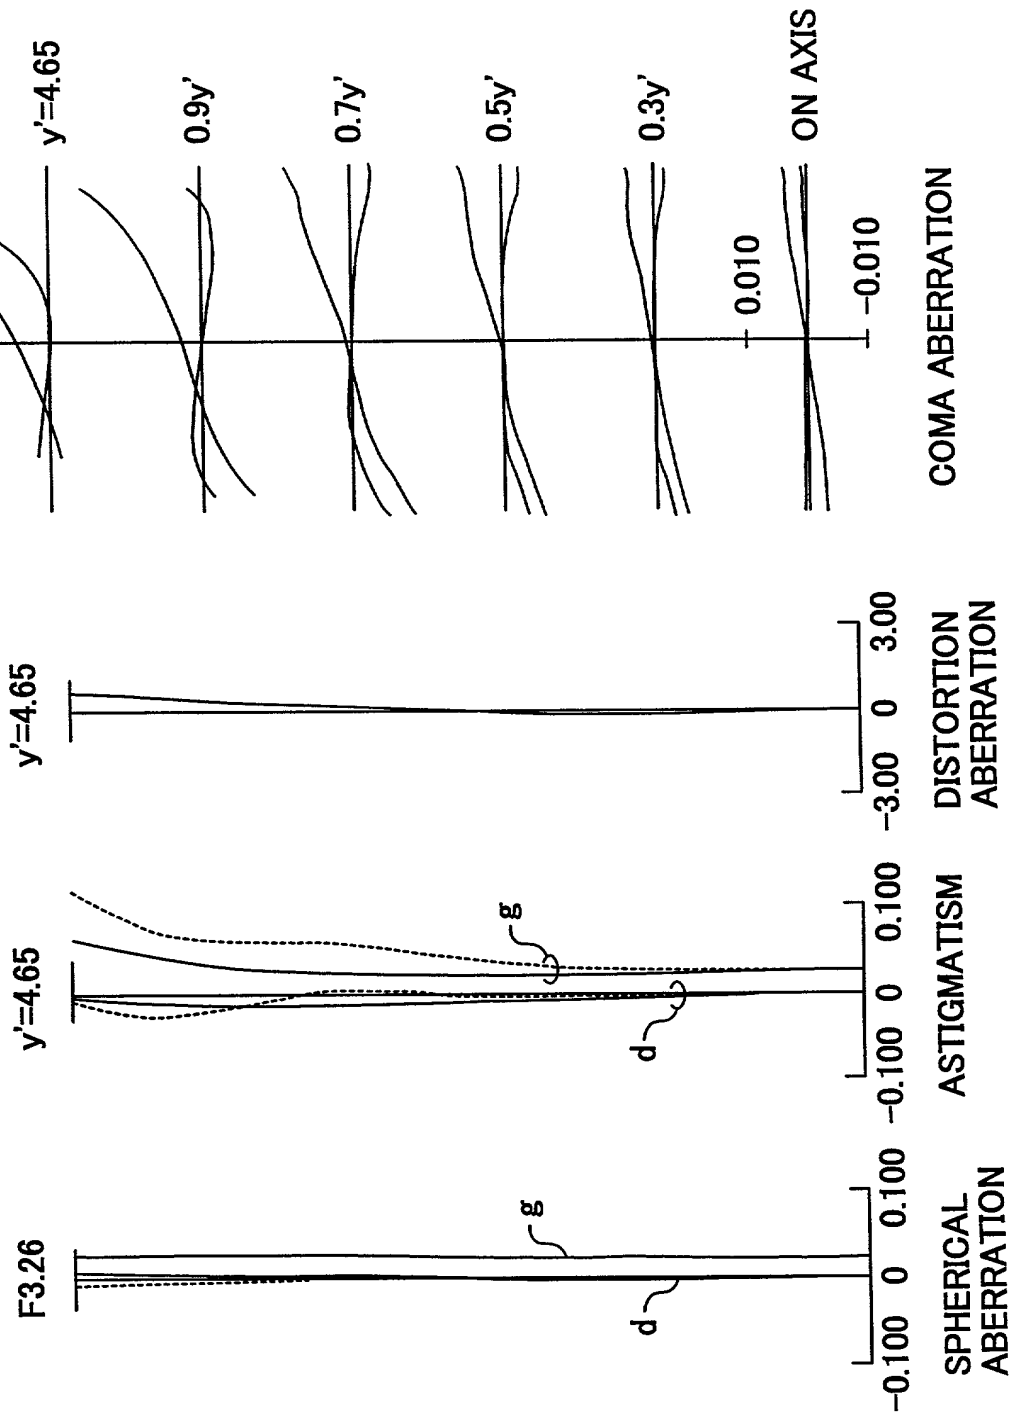 F3.26
g
d
-0.100
0
0.100
SPHERICAL
ABERRATION
y'=4.65
g
d
-0.100
0
0.100
ASTIGMATISM
y'=4.65
-3.00
0
3.00
DISTORTION
ABERRATION
y'=4.65
0.9y'
0.7y'
0.5y'
0.3y'
0.010
ON AXIS
-0.010
COMA ABERRATION